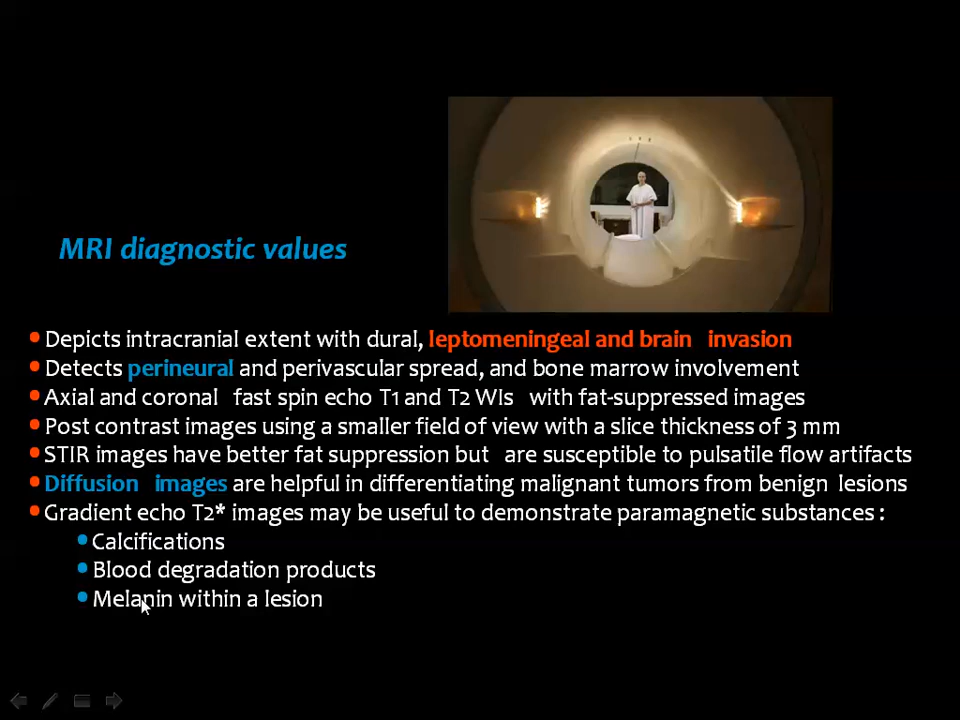 MRI diagnostic values
Depicts intracranial extent with dural, leptomeningeal and brain invasion
Detects perineural and perivascular spread, and bone marrow involvement
Axial and coronal fast spin echo T1 and T2 WIs with fat-suppressed images
Post contrast images using a smaller field of view with a slice thickness of 3 mm
STIR images have better fat suppression but are susceptible to pulsatile flow artifacts
Diffusion images are helpful in differentiating malignant tumors from benign lesions
Gradient echo T2* images may be useful to demonstrate paramagnetic substances :
Calcifications
Blood degradation products
Melanin within a lesion